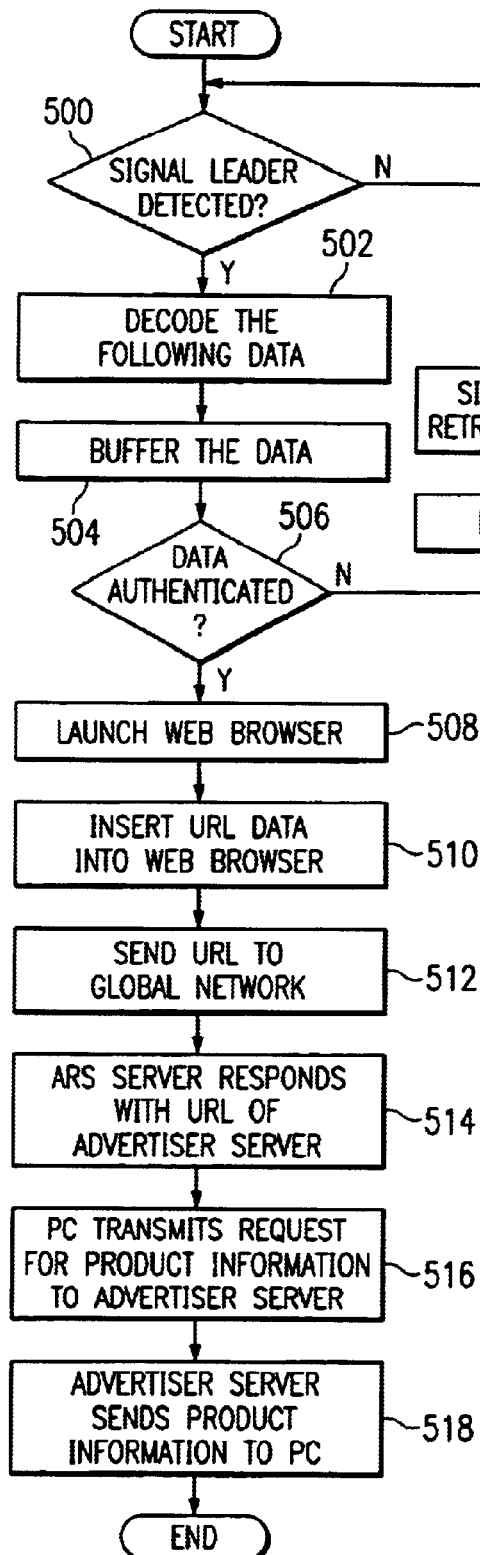 START
500
SIGNAL LEADER
DETECTED?
N
Y
502
DECODE THE
FOLLOWING DATA
BUFFER THE DATA
504
506
DATA
AUTHENTICATED
?
N
Y
LAUNCH WEB BROWSER
508
INSERT URL DATA
INTO WEB BROWSER
510
SEND URL TO
GLOBAL NETWORK
512
ARS SERVER RESPONDS
WITH URL OF
ADVERTISER SERVER
514
PC TRANSMITS REQUEST
FOR PRODUCT INFORMATION
TO ADVERTISER SERVER
516
ADVERTISER SERVER
SENDS PRODUCT
INFORMATION TO PC
518
END